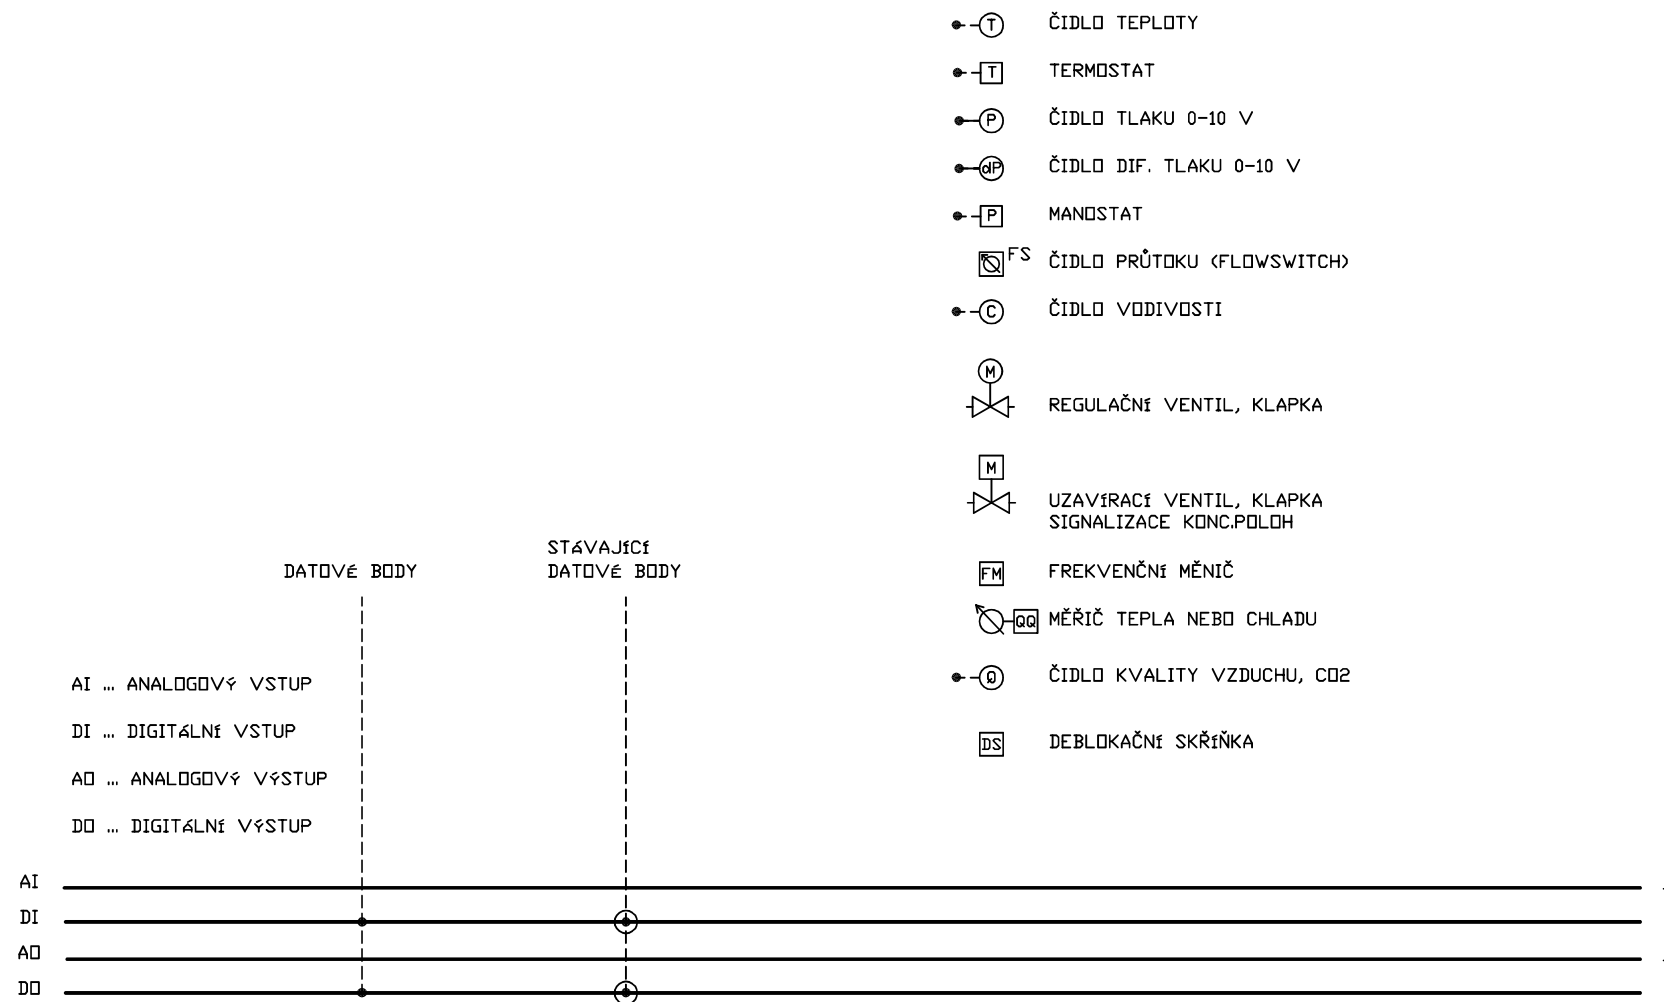 T ČIDLO TEPLOTY
T TERMOSTAT
P ČIDLO TLAKU 0-10 V
dP ČIDLO DIF. TLAKU 0-10 V
P MANOSTAT
FS ČIDLO PRŮTOKU (FLOWSWITCH)
C ČIDLO VODIVOSTI
M
REGULAČNÍ VENTIL, KLAPKA
M
UZAVÍRACÍ VENTIL, KLAPKA
SIGNALIZACE KONC.POLOH
FM FREKVENČNÍ MĚNIČ
QQ MĚŘIČ TEPLA NEBO CHLADU
Q ČIDLO KVALITY VZDUCHU, CO2
DS DEBLOKAČNÍ SKŘÍŇKA
DATOVÉ BODY
STÁVAJÍCÍ
DATOVÉ BODY
AI ... ANALOGOVÝ VSTUP
DI ... DIGITÁLNÍ VSTUP
AO ... ANALOGOVÝ VÝSTUP
DO ... DIGITÁLNÍ VÝSTUP
AI
DI
AO
DO